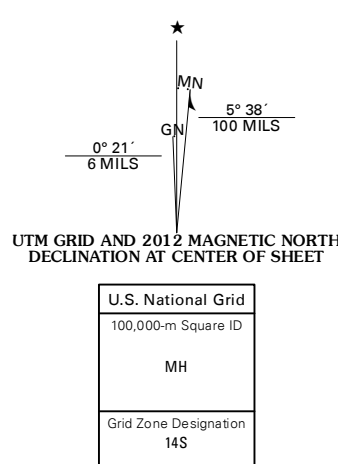 ★
MN
GN
5° 38´
100 MILS
0° 21´
6 MILS
UTM GRID AND 2012 MAGNETIC NORTH
DECLINATION AT CENTER OF SHEET
U.S. National Grid
100,000-m Square ID
MH
Grid Zone Designation
14S